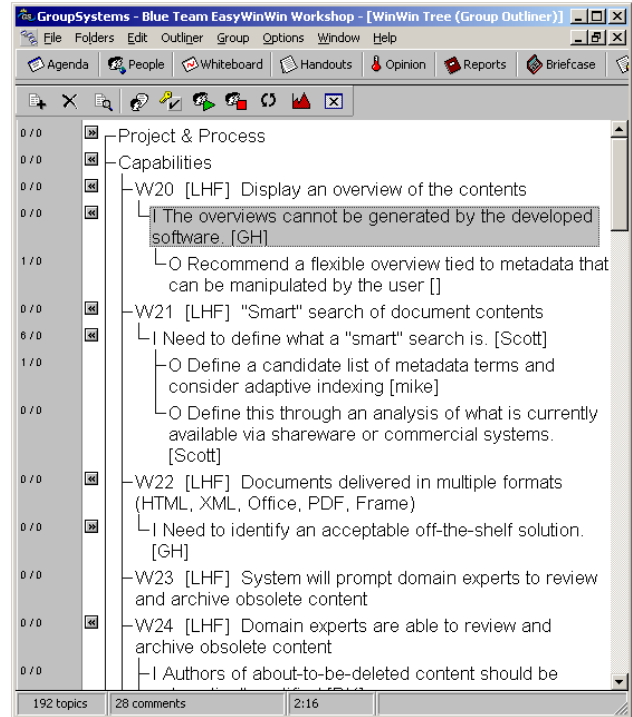 GroupSystems - Blue Team EasyWinWin Workshop - [WinWin Tree (Group Outliner)]
File Folders Edit Outliner Group Options Window Help
Agenda People Whiteboard Handouts Opinion Reports Briefcase
0 / 0 Project & Process
0 / 0 Capabilities
0 / 0 W20 [LHF] Display an overview of the contents
0 / 0 I The overviews cannot be generated by the developed
software. [GH]
1 / 0 O Recommend a flexible overview tied to metadata that
can be manipulated by the user []
0 / 0 W21 [LHF] "Smart" search of document contents
6 / 0 I Need to define what a "smart" search is. [Scott]
1 / 0 O Define a candidate list of metadata terms and
consider adaptive indexing [mike]
0 / 0 O Define this through an analysis of what is currently
available via shareware or commercial systems.
[Scott]
0 / 0 W22 [LHF] Documents delivered in multiple formats
(HTML, XML, Office, PDF, Frame)
0 / 0 I Need to identify an acceptable off-the-shelf solution.
[GH]
0 / 0 W23 [LHF] System will prompt domain experts to review
and archive obsolete content
0 / 0 W24 [LHF] Domain experts are able to review and
archive obsolete content
0 / 0 I Authors of about-to-be-deleted content should be
192 topics 28 comments 2:16